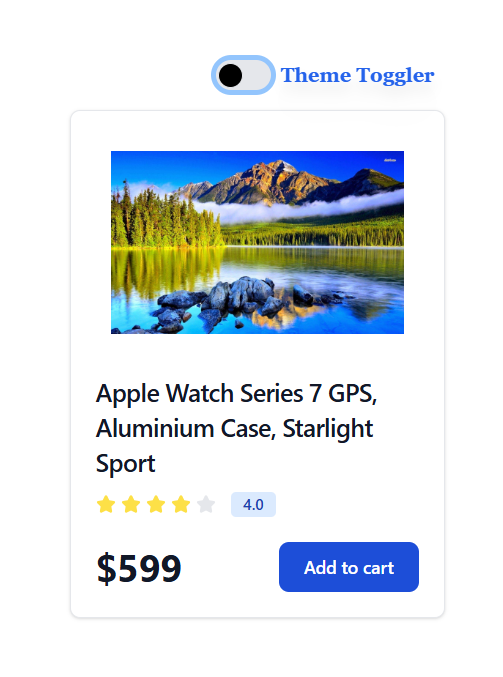 Theme Toggler
Apple Watch Series 7 GPS,
Aluminium Case, Starlight
Sport
4.0
$599
Add to cart